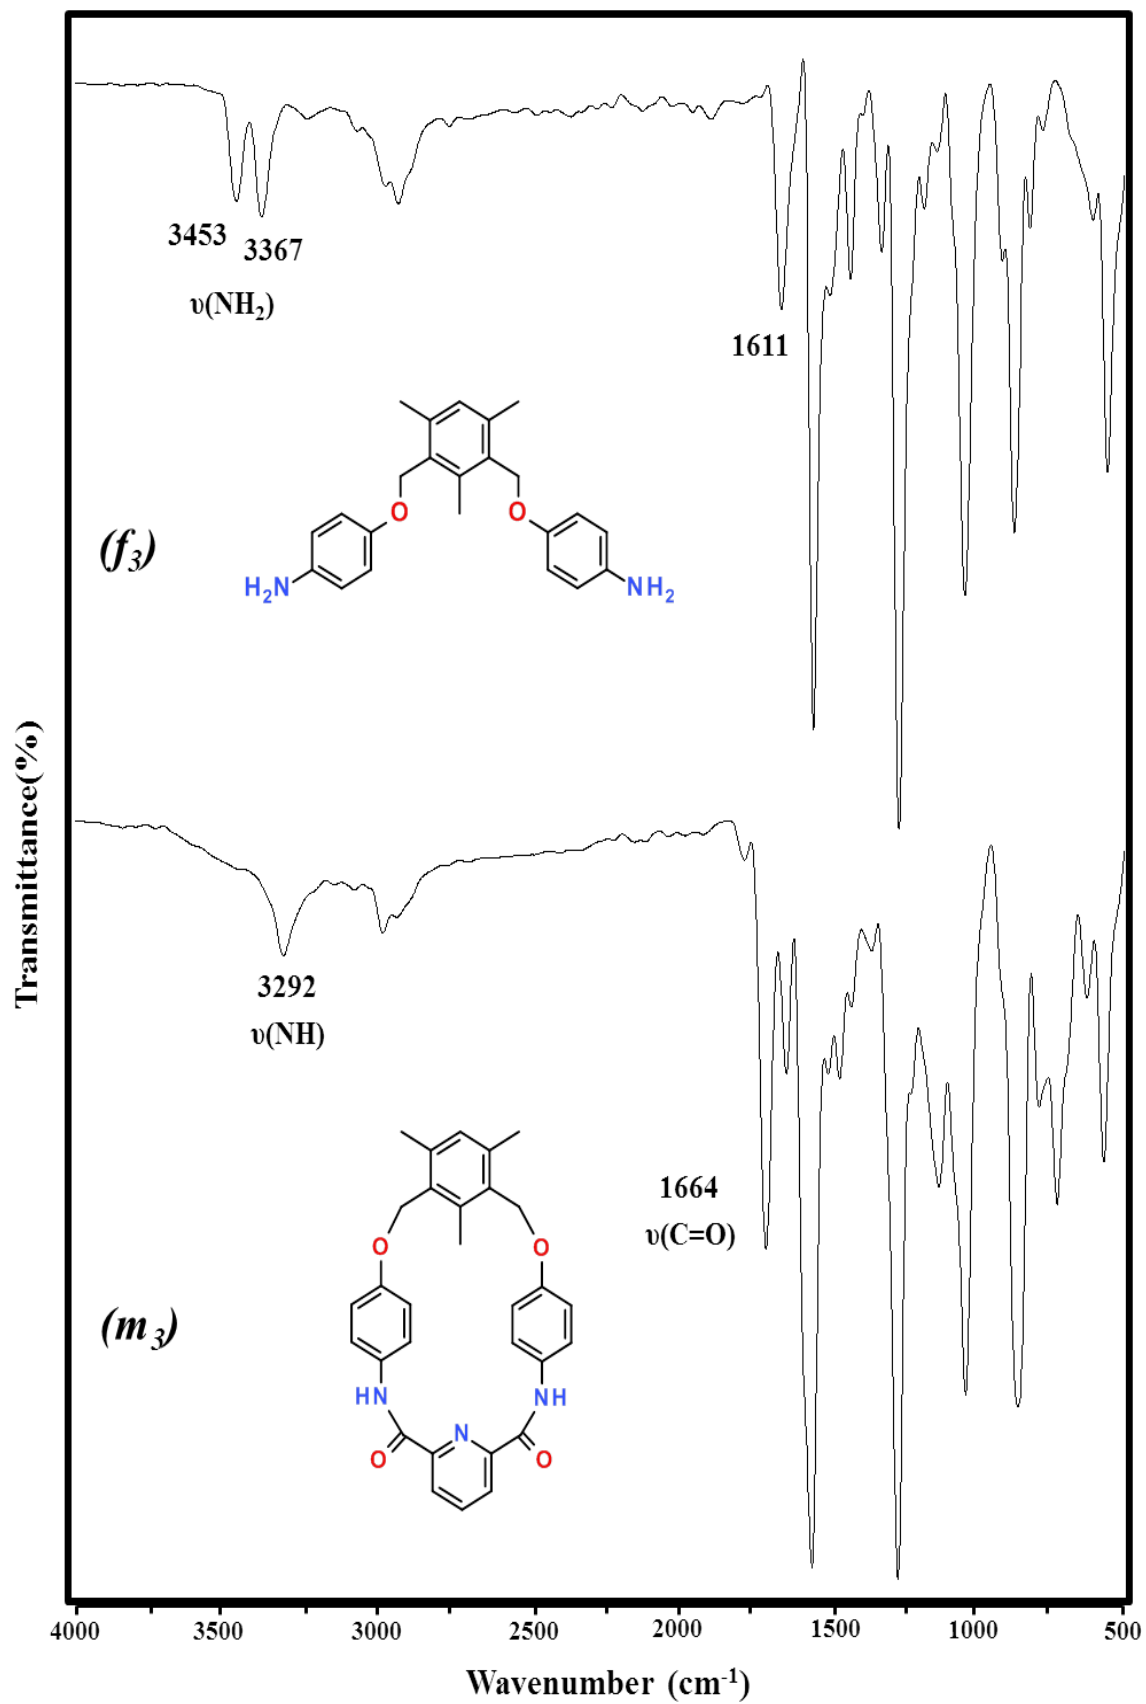 3453 3367
υ(NH₂)
1611
(f₃)
O O
H₂N NH₂
Transmittance(%)
3292
υ(NH)
1664
υ(C=O)
(m₃)
O O
HN NH
N
O O
4000 3500 3000 2500 2000 1500 1000 500
Wavenumber (cm⁻¹)